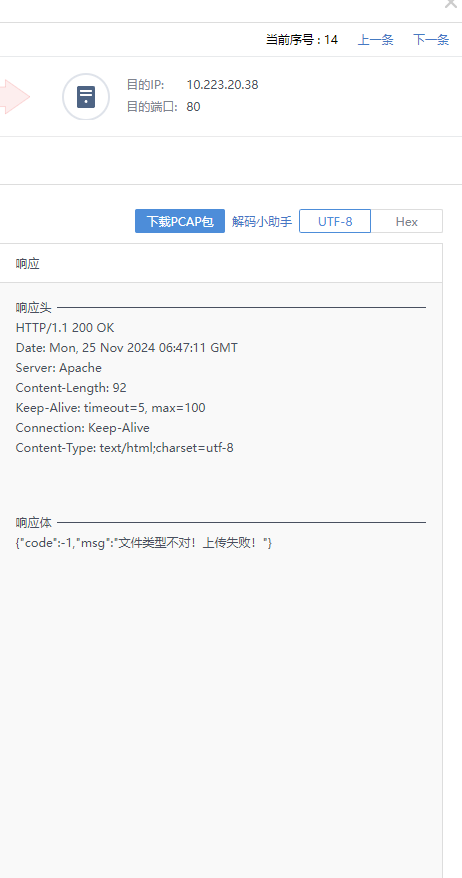 当前序号 : 14 上一条 下一条
目的IP: 10.223.20.38
目的端口: 80
下载PCAP包 解码小助手 UTF-8 Hex
响应
响应头
HTTP/1.1 200 OK
Date: Mon, 25 Nov 2024 06:47:11 GMT
Server: Apache
Content-Length: 92
Keep-Alive: timeout=5, max=100
Connection: Keep-Alive
Content-Type: text/html;charset=utf-8
响应体
{"code":-1,"msg":"文件类型不对！上传失败！"}